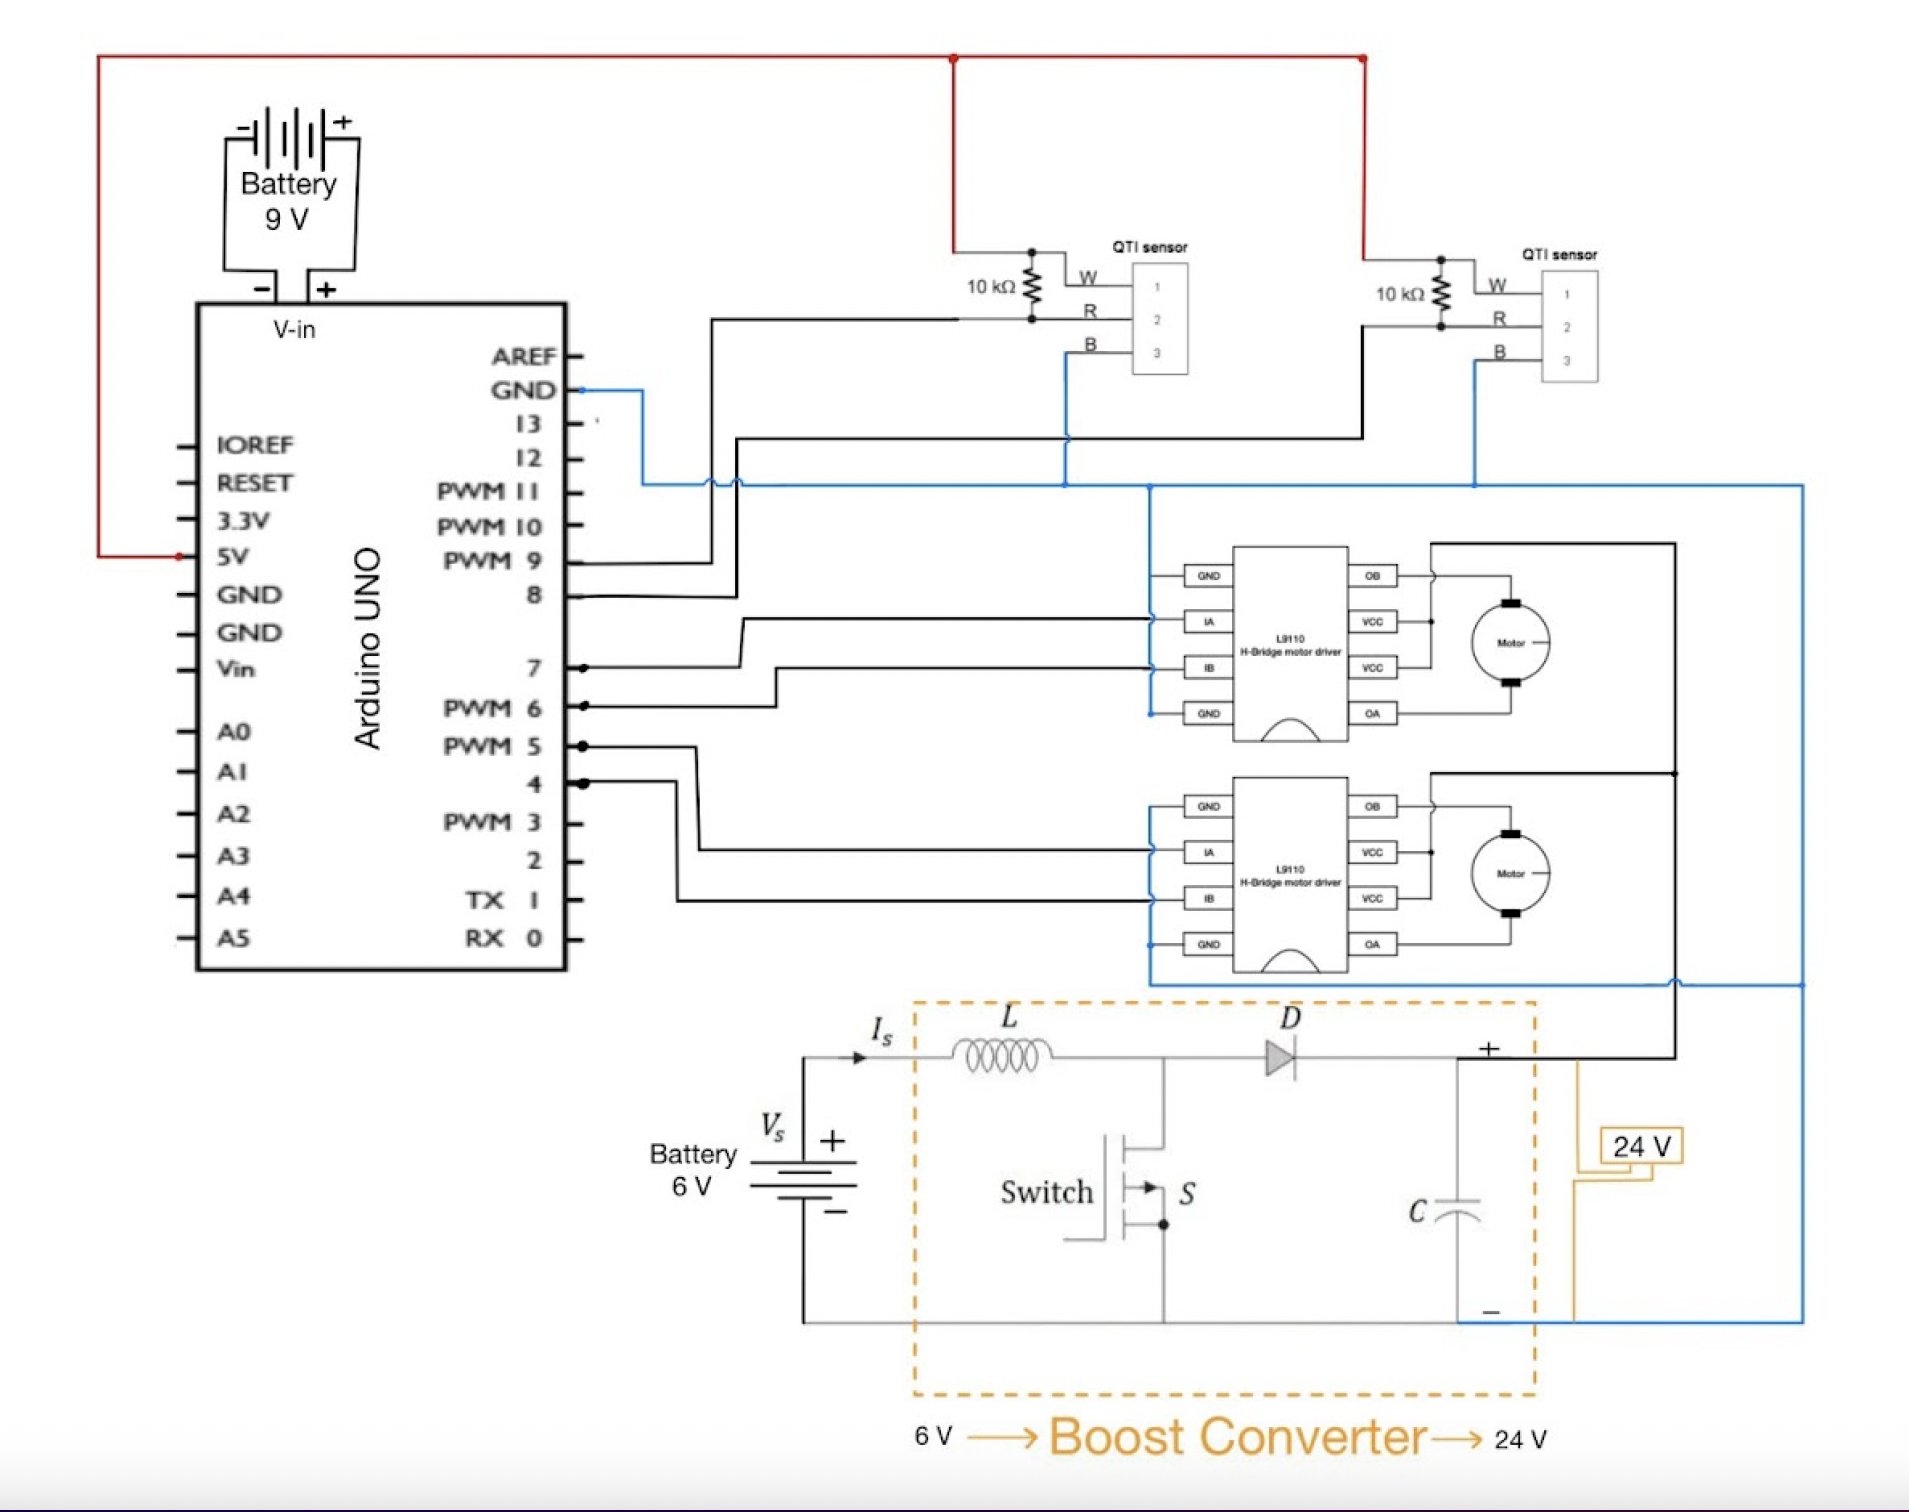 - +
Battery
9 V
- +
V-in
AREF
GND
13
12
PWM 11
PWM 10
PWM 9
8
7
PWM 6
PWM 5
4
PWM 3
2
TX 1
RX 0
IOREF
RESET
3.3V
5V
GND
GND
Vin
A0
A1
A2
A3
A4
A5
Arduino UNO
QTI sensor
10 kΩ
W
R
B
1
2
3
QTI sensor
10 kΩ
W
R
B
1
2
3
GND
IA
IB
GND
L9110
H-Bridge motor driver
OB
VCC
VCC
OA
Motor
GND
IA
IB
GND
L9110
H-Bridge motor driver
OB
VCC
VCC
OA
Motor
Is
L
D
+
Vs
+
Battery
6 V
−
Switch
S
C
24 V
−
6 V → Boost Converter → 24 V